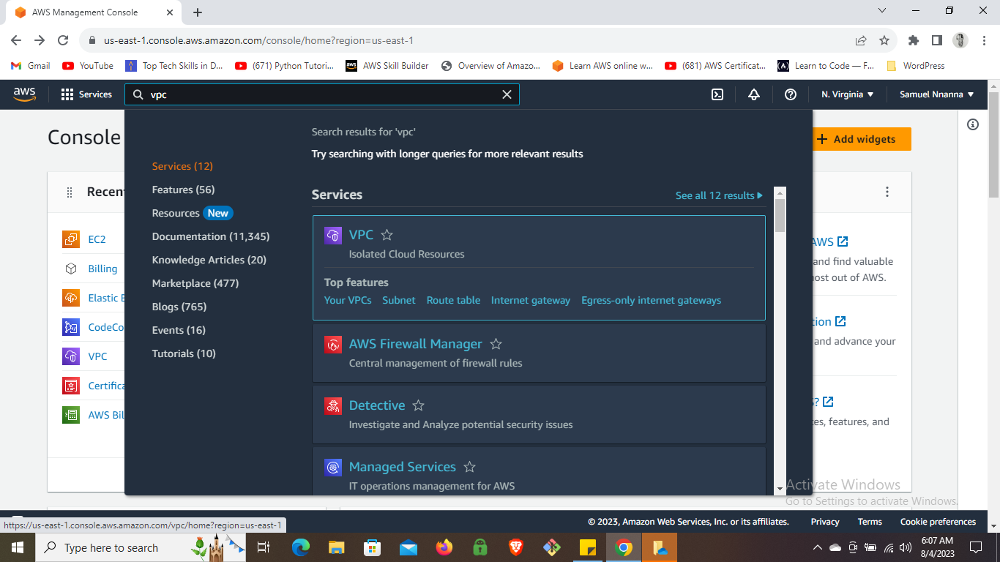 AWS Management Console
us-east-1.console.aws.amazon.com/console/home?region=us-east-1
Gmail
YouTube
Top Tech Skills in D...
(671) Python Tutori...
aws
AWS Skill Builder
Overview of Amazo...
Learn AWS online w...
(681) AWS Certificat...
Learn to Code — F...
WordPress
aws
Services
vpc
N. Virginia
Samuel Nnanna
Console
Add widgets
Search results for 'vpc'
Try searching with longer queries for more relevant results
Services (12)
Features (56)
Resources New
Documentation (11,345)
Knowledge Articles (20)
Marketplace (477)
Blogs (765)
Events (16)
Tutorials (10)
Services
See all 12 results
VPC
Isolated Cloud Resources
Top features
Your VPCs Subnet Route table Internet gateway Egress-only internet gateways
AWS Firewall Manager
Central management of firewall rules
Detective
Investigate and Analyze potential security issues
Managed Services
IT operations management for AWS
Recen
EC2
Billing
Elastic B
CodeCo
VPC
Certifica
AWS Bil
AWS
and find valuable
most out of AWS.
tion
and advance your
s?
es, features, and
Activate Windows
Go to Settings to activate Windows.
https://us-east-1.console.aws.amazon.com/vpc/home?region=us-east-1
© 2023, Amazon Web Services, Inc. or its affiliates.
Privacy
Terms
Cookie preferences
Type here to search
6:07 AM
8/4/2023